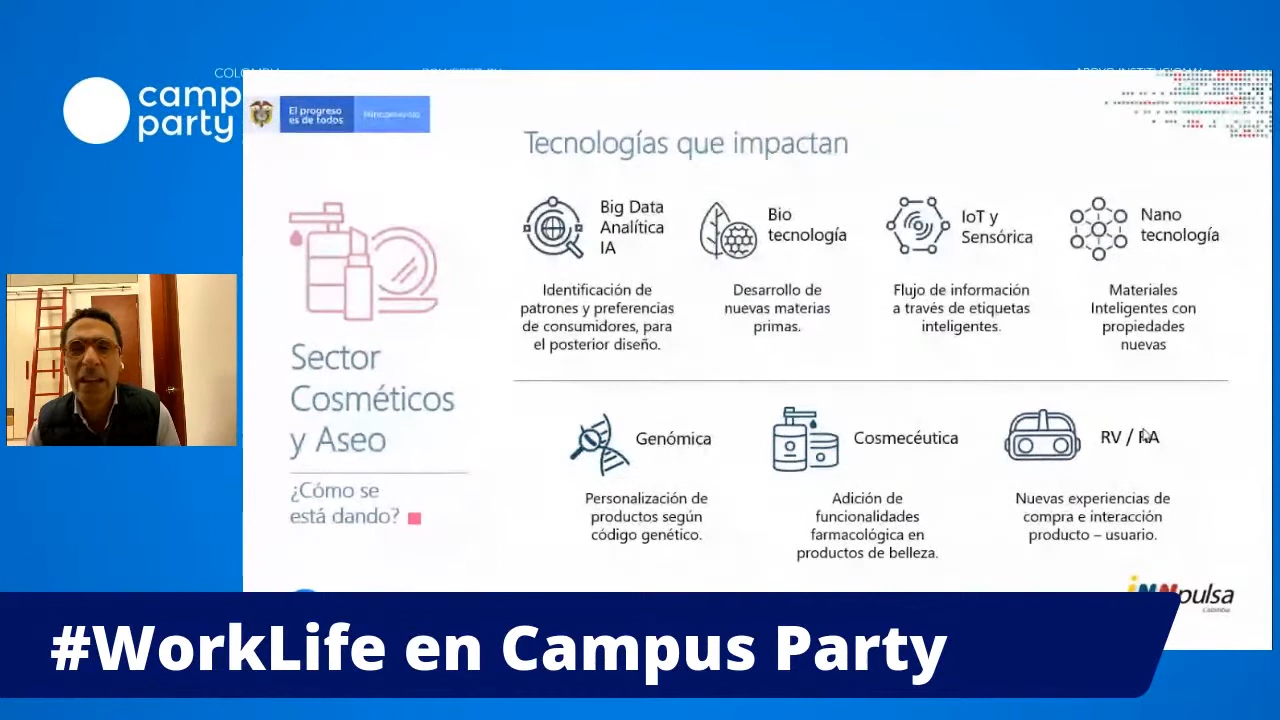 camp
party
El progreso
es de todos
Mincomercio
Tecnologías que impactan
Sector
Cosméticos
y Aseo
¿Cómo se
está dando?
Big Data
Analítica
IA
Identificación de
patrones y preferencias
de consumidores, para
el posterior diseño.
Bio
tecnología
Desarrollo de
nuevas materias
primas.
IoT y
Sensórica
Flujo de información
a través de etiquetas
inteligentes.
Nano
tecnología
Materiales
Inteligentes con
propiedades
nuevas
Genómica
Personalización de
productos según
código genético.
Cosmecéutica
Adición de
funcionalidades
farmacológica en
productos de belleza.
RV / RA
Nuevas experiencias de
compra e interacción
producto – usuario.
iNNpulsa
Colombia
#WorkLife en Campus Party